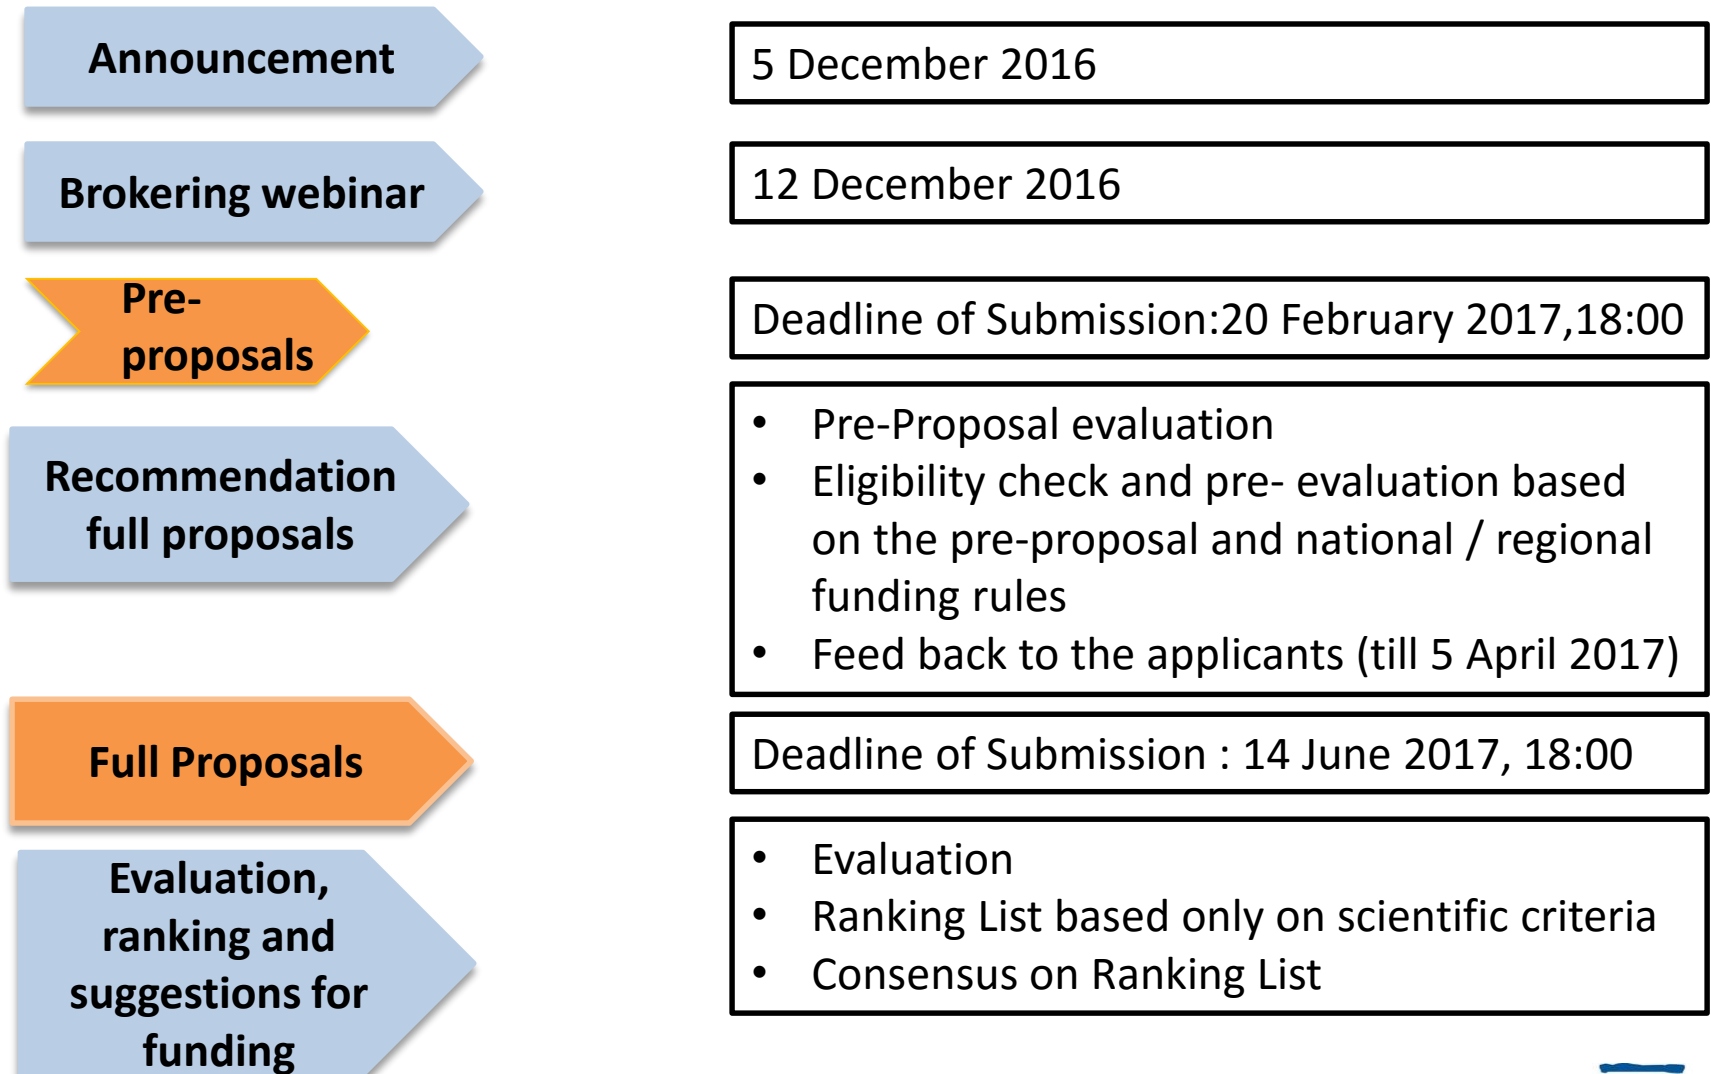 Announcement
5 December 2016
Brokering webinar
12 December 2016
Pre-
proposals
Deadline of Submission:20 February 2017,18:00
Recommendation
full proposals
• Pre-Proposal evaluation
• Eligibility check and pre- evaluation based
on the pre-proposal and national / regional
funding rules
• Feed back to the applicants (till 5 April 2017)
Full Proposals
Deadline of Submission : 14 June 2017, 18:00
Evaluation,
ranking and
suggestions for
funding
• Evaluation
• Ranking List based only on scientific criteria
• Consensus on Ranking List